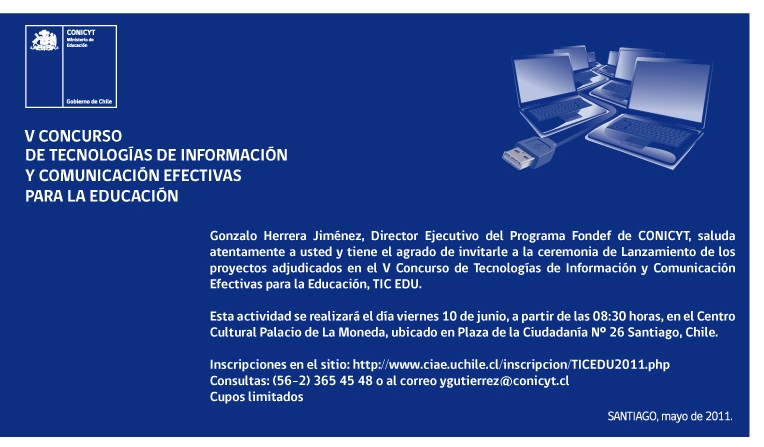 CONICYT
Ministerio de
Educación
Gobierno de Chile
V CONCURSO
DE TECNOLOGÍAS DE INFORMACIÓN
Y COMUNICACIÓN EFECTIVAS
PARA LA EDUCACIÓN
Gonzalo Herrera Jiménez, Director Ejecutivo del Programa Fondef de CONICYT, saluda
atentamente a usted y tiene el agrado de invitarle a la ceremonia de Lanzamiento de los
proyectos adjudicados en el V Concurso de Tecnologías de Información y Comunicación
Efectivas para la Educación, TIC EDU.
Esta actividad se realizará el día viernes 10 de junio, a partir de las 08:30 horas, en el Centro
Cultural Palacio de La Moneda, ubicado en Plaza de la Ciudadanía Nº 26 Santiago, Chile.
Inscripciones en el sitio: http://www.ciae.uchile.cl/inscripcion/TICEDU2011.php
Consultas: (56-2) 365 45 48 o al correo ygutierrez@conicyt.cl
Cupos limitados
SANTIAGO, mayo de 2011.